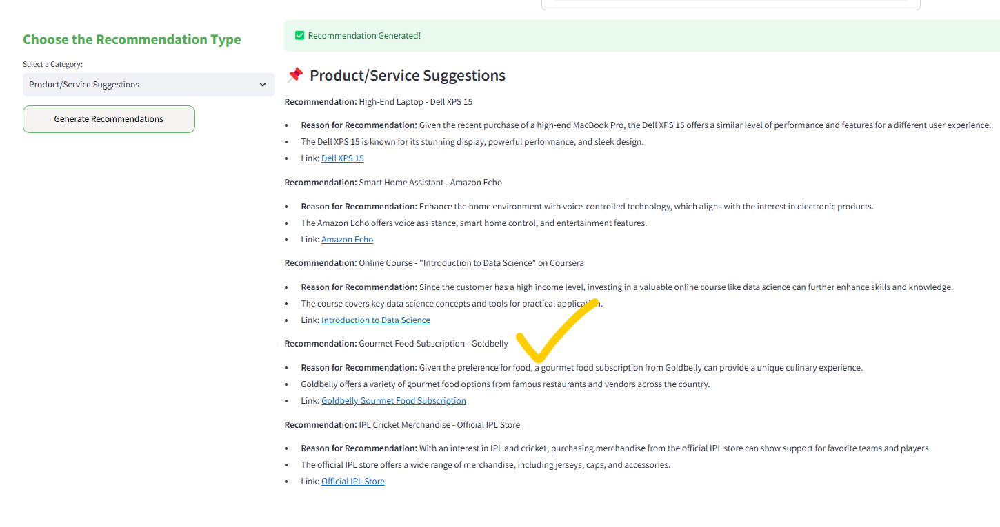 Choose the Recommendation Type
Select a Category:
Product/Service Suggestions
Generate Recommendations
Recommendation Generated!
Product/Service Suggestions
Recommendation: High-End Laptop - Dell XPS 15
• Reason for Recommendation: Given the recent purchase of a high-end MacBook Pro, the Dell XPS 15 offers a similar level of performance and features for a different user experience.
• The Dell XPS 15 is known for its stunning display, powerful performance, and sleek design.
• Link: Dell XPS 15
Recommendation: Smart Home Assistant - Amazon Echo
• Reason for Recommendation: Enhance the home environment with voice-controlled technology, which aligns with the interest in electronic products.
• The Amazon Echo offers voice assistance, smart home control, and entertainment features.
• Link: Amazon Echo
Recommendation: Online Course - "Introduction to Data Science" on Coursera
• Reason for Recommendation: Since the customer has a high income level, investing in a valuable online course like data science can further enhance skills and knowledge.
• The course covers key data science concepts and tools for practical application.
• Link: Introduction to Data Science
Recommendation: Gourmet Food Subscription - Goldbelly
• Reason for Recommendation: Given the preference for food, a gourmet food subscription from Goldbelly can provide a unique culinary experience.
• Goldbelly offers a variety of gourmet food options from famous restaurants and vendors across the country.
• Link: Goldbelly Gourmet Food Subscription
Recommendation: IPL Cricket Merchandise - Official IPL Store
• Reason for Recommendation: With an interest in IPL and cricket, purchasing merchandise from the official IPL store can show support for favorite teams and players.
• The official IPL store offers a wide range of merchandise, including jerseys, caps, and accessories.
• Link: Official IPL Store